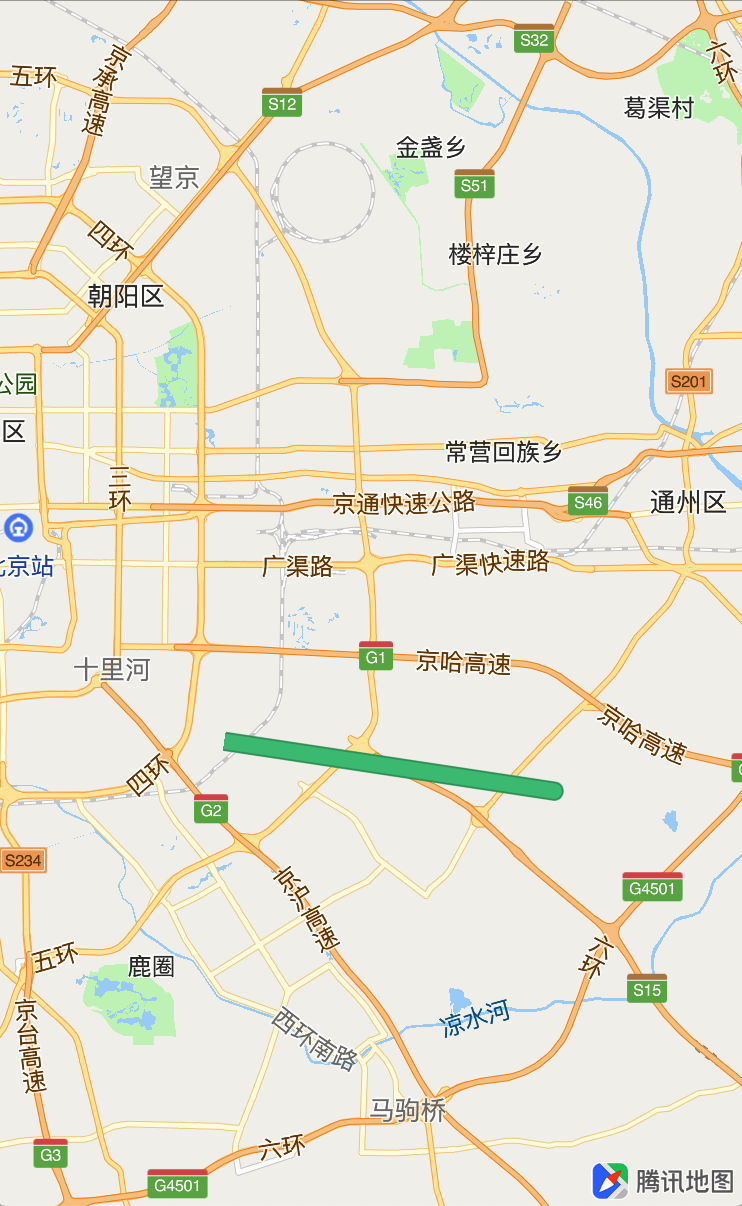 S32
六环
京承高速
五环
S12
葛渠村
金盏乡
望京
S51
四环
楼梓庄乡
朝阳区
S201
公园
区
常营回族乡
三环
京通快速公路
S46
通州区
北京站
广渠路
广渠快速路
G1
京哈高速
十里河
京哈高速
四环
G2
S234
京沪高速
G4501
六环
五环
鹿圈
S15
京台高速
西环南路
凉水河
马驹桥
六环
G3
G4501
腾讯地图